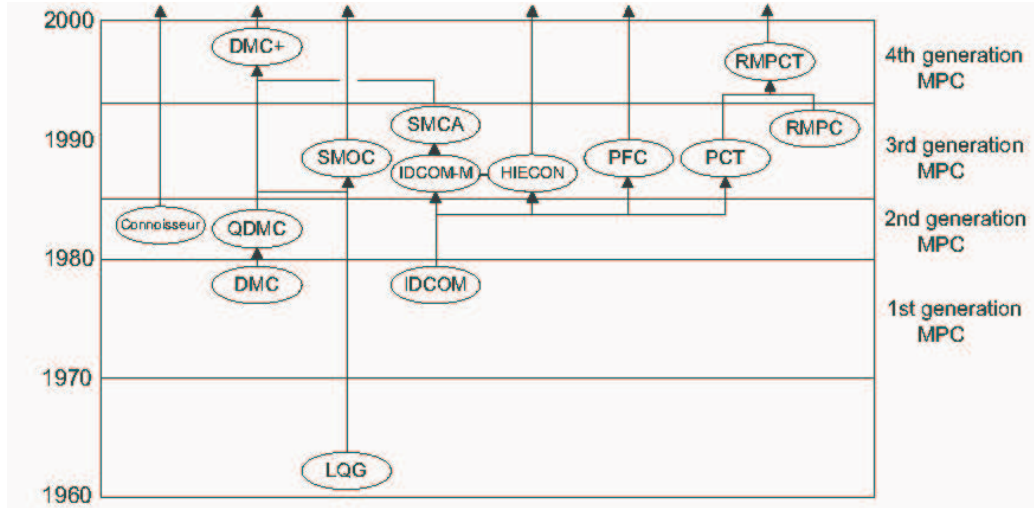 2000
DMC+
RMPCT
4th generation
MPC
SMCA
RMPC
1990
SMOC
IDCOM-M
HIECON
PFC
PCT
3rd generation
MPC
Connoisseur
QDMC
2nd generation
MPC
1980
DMC
IDCOM
1st generation
MPC
1970
LQG
1960